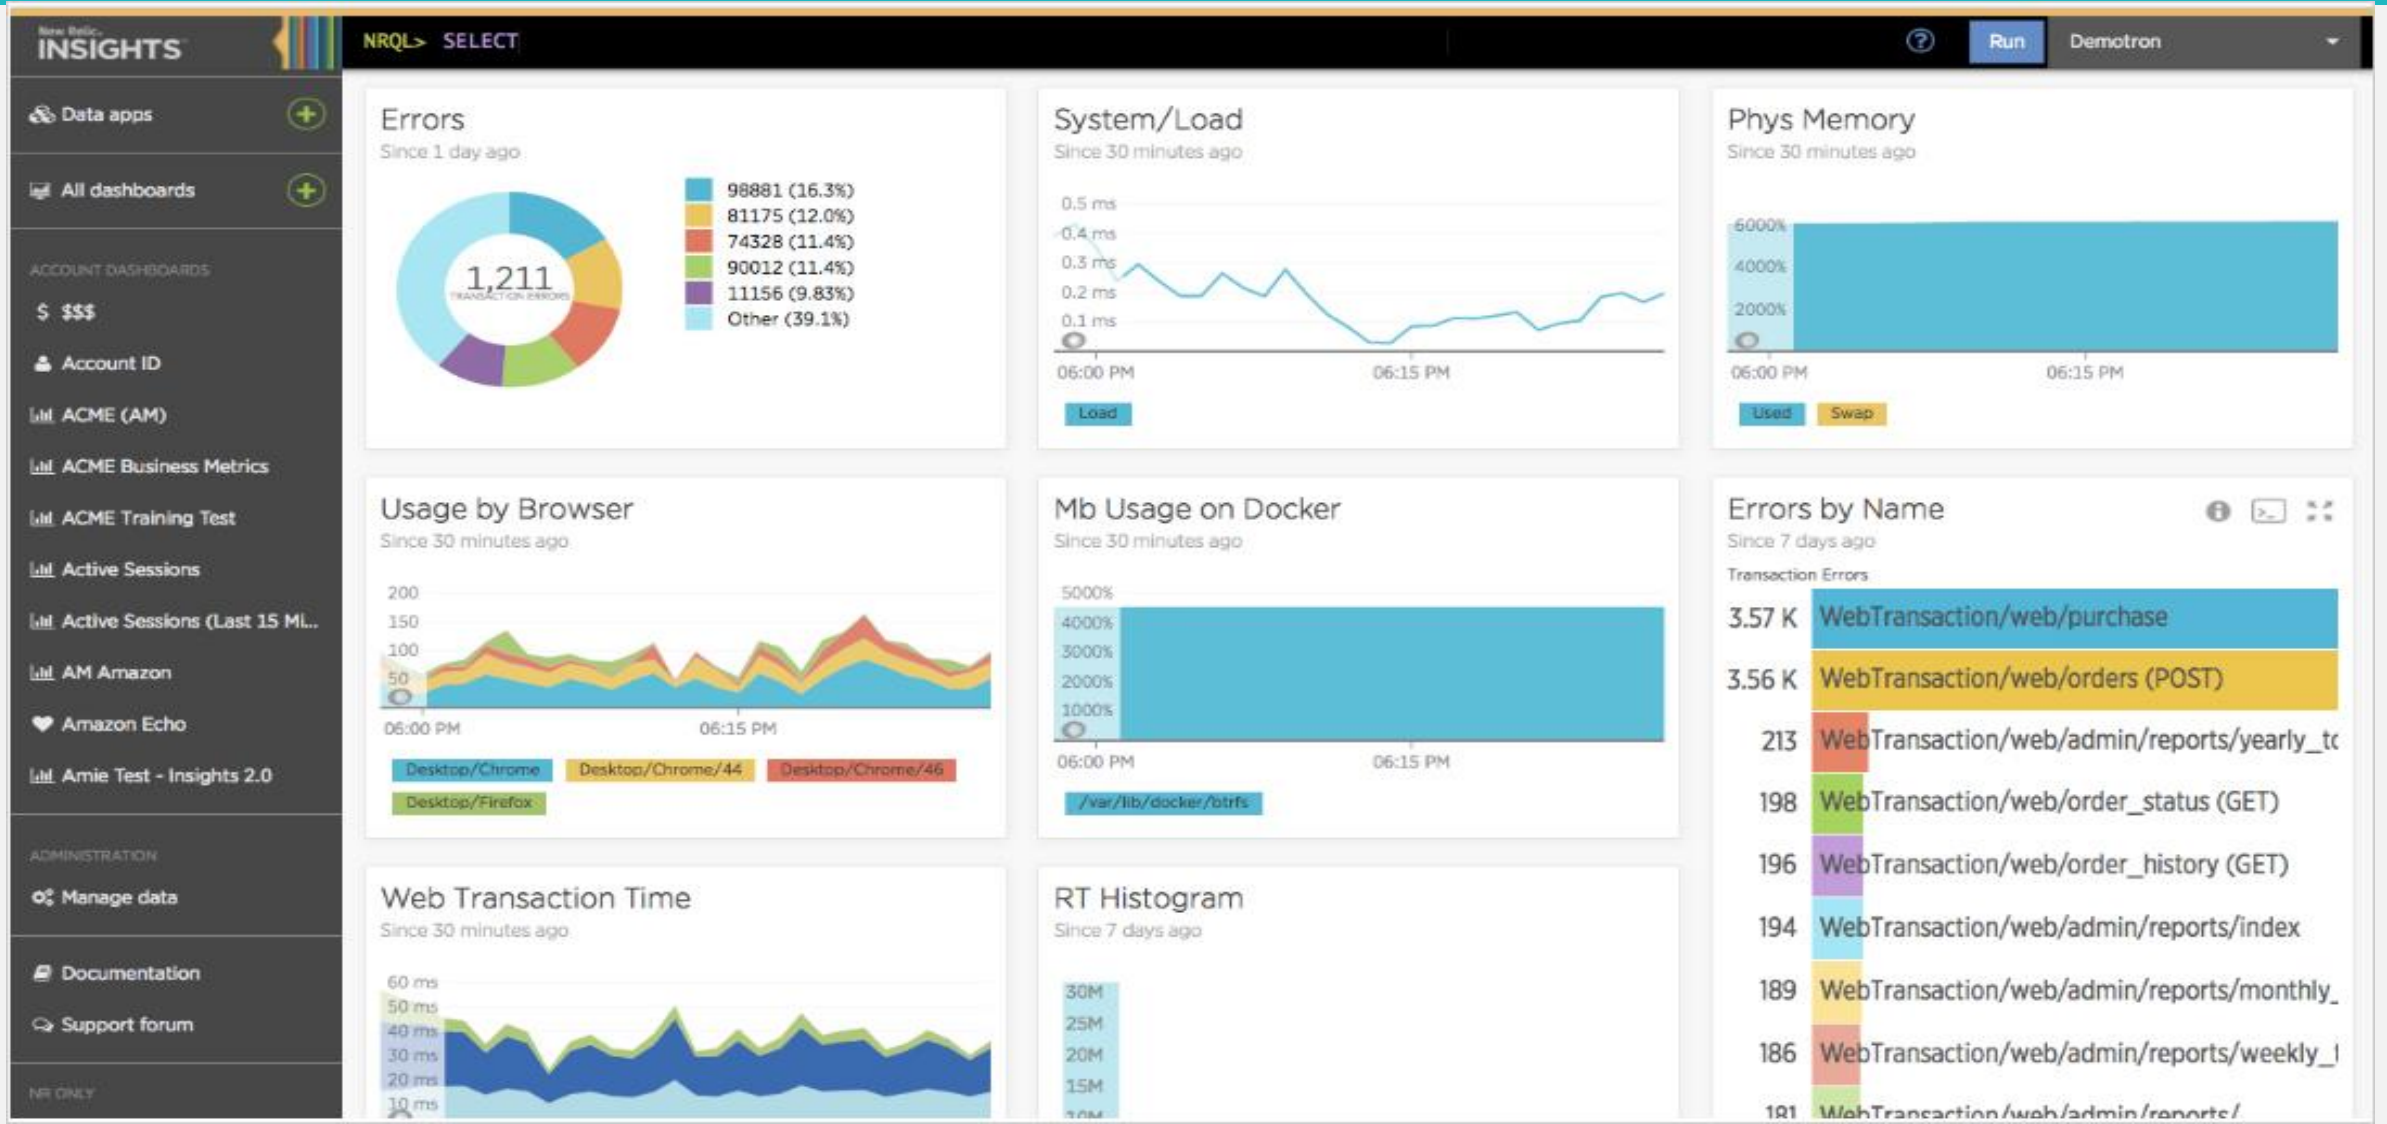 New Relic.
INSIGHTS
NRQL> SELECT
?
Run
Demotron
Data apps
All dashboards
ACCOUNT DASHBOARDS
$ $$$
Account ID
ACME (AM)
ACME Business Metrics
ACME Training Test
Active Sessions
Active Sessions (Last 15 Mi...
AM Amazon
Amazon Echo
Amie Test - Insights 2.0
ADMINISTRATION
Manage data
Documentation
Support forum
NR ONLY
Errors
Since 1 day ago
1,211
TRANSACTION ERRORS
98881 (16.3%)
81175 (12.0%)
74328 (11.4%)
90012 (11.4%)
11156 (9.83%)
Other (39.1%)
System/Load
Since 30 minutes ago
0.5 ms
0.4 ms
0.3 ms
0.2 ms
0.1 ms
06:00 PM 06:15 PM
Load
Phys Memory
Since 30 minutes ago
6000%
4000%
2000%
06:00 PM 06:15 PM
Used Swap
Usage by Browser
Since 30 minutes ago
200
150
100
50
06:00 PM 06:15 PM
Desktop/Chrome Desktop/Chrome/44 Desktop/Chrome/46
Desktop/Firefox
Mb Usage on Docker
Since 30 minutes ago
5000%
4000%
3000%
2000%
1000%
06:00 PM 06:15 PM
/var/lib/docker/btrfs
Errors by Name
Since 7 days ago
Transaction Errors
3.57 K WebTransaction/web/purchase
3.56 K WebTransaction/web/orders (POST)
213 WebTransaction/web/admin/reports/yearly_to
198 WebTransaction/web/order_status (GET)
196 WebTransaction/web/order_history (GET)
194 WebTransaction/web/admin/reports/index
189 WebTransaction/web/admin/reports/monthly_
186 WebTransaction/web/admin/reports/weekly_
181 WebTransaction/web/admin/reports/
Web Transaction Time
Since 30 minutes ago
60 ms
50 ms
40 ms
30 ms
20 ms
10 ms
RT Histogram
Since 7 days ago
30M
25M
20M
15M
10M